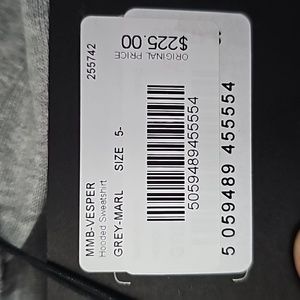 255742
MMB-VESPER
Hooded Sweatshirt
GREY-MARL SIZE 5-
5059489455554
ORIGINAL PRICE
$225.00
5 059489 455554